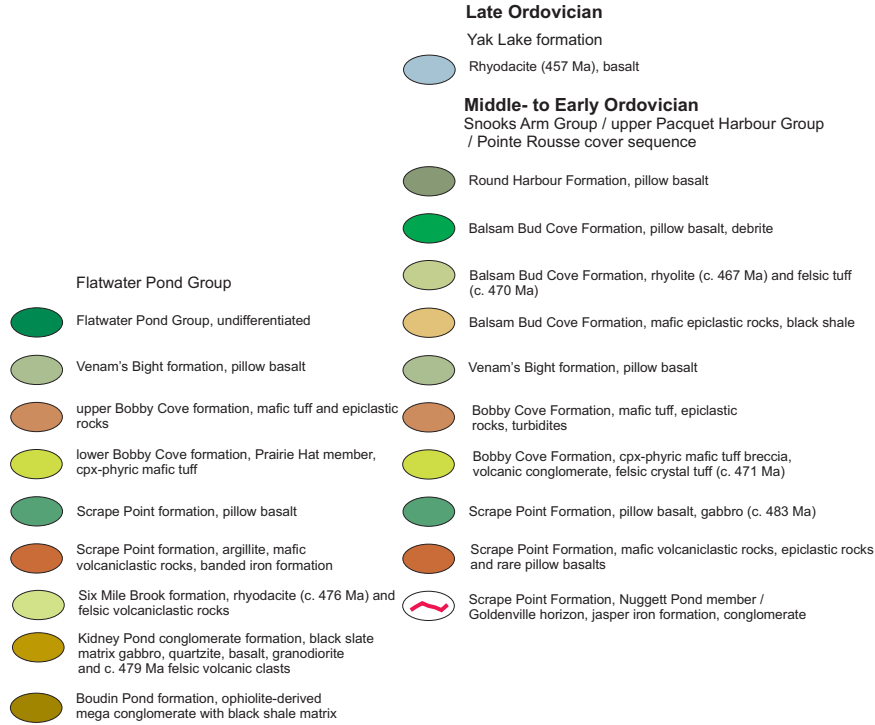 Late Ordovician
Yak Lake formation
Rhyodacite (457 Ma), basalt
Middle- to Early Ordovician
Snooks Arm Group / upper Pacquet Harbour Group
/ Pointe Rousse cover sequence
Round Harbour Formation, pillow basalt
Balsam Bud Cove Formation, pillow basalt, debrite
Balsam Bud Cove Formation, rhyolite (c. 467 Ma) and felsic tuff
(c. 470 Ma)
Balsam Bud Cove Formation, mafic epiclastic rocks, black shale
Venam's Bight formation, pillow basalt
Bobby Cove Formation, mafic tuff, epiclastic
rocks, turbidites
Bobby Cove Formation, cpx-phyric mafic tuff breccia,
volcanic conglomerate, felsic crystal tuff (c. 471 Ma)
Scrape Point Formation, pillow basalt, gabbro (c. 483 Ma)
Scrape Point Formation, mafic volcaniclastic rocks, epiclastic rocks
and rare pillow basalts
Scrape Point Formation, Nuggett Pond member /
Goldenville horizon, jasper iron formation, conglomerate
Flatwater Pond Group
Flatwater Pond Group, undifferentiated
Venam's Bight formation, pillow basalt
upper Bobby Cove formation, mafic tuff and epiclastic
rocks
lower Bobby Cove formation, Prairie Hat member,
cpx-phyric mafic tuff
Scrape Point formation, pillow basalt
Scrape Point formation, argillite, mafic
volcaniclastic rocks, banded iron formation
Six Mile Brook formation, rhyodacite (c. 476 Ma) and
felsic volcaniclastic rocks
Kidney Pond conglomerate formation, black slate
matrix gabbro, quartzite, basalt, granodiorite
and c. 479 Ma felsic volcanic clasts
Boudin Pond formation, ophiolite-derived
mega conglomerate with black shale matrix